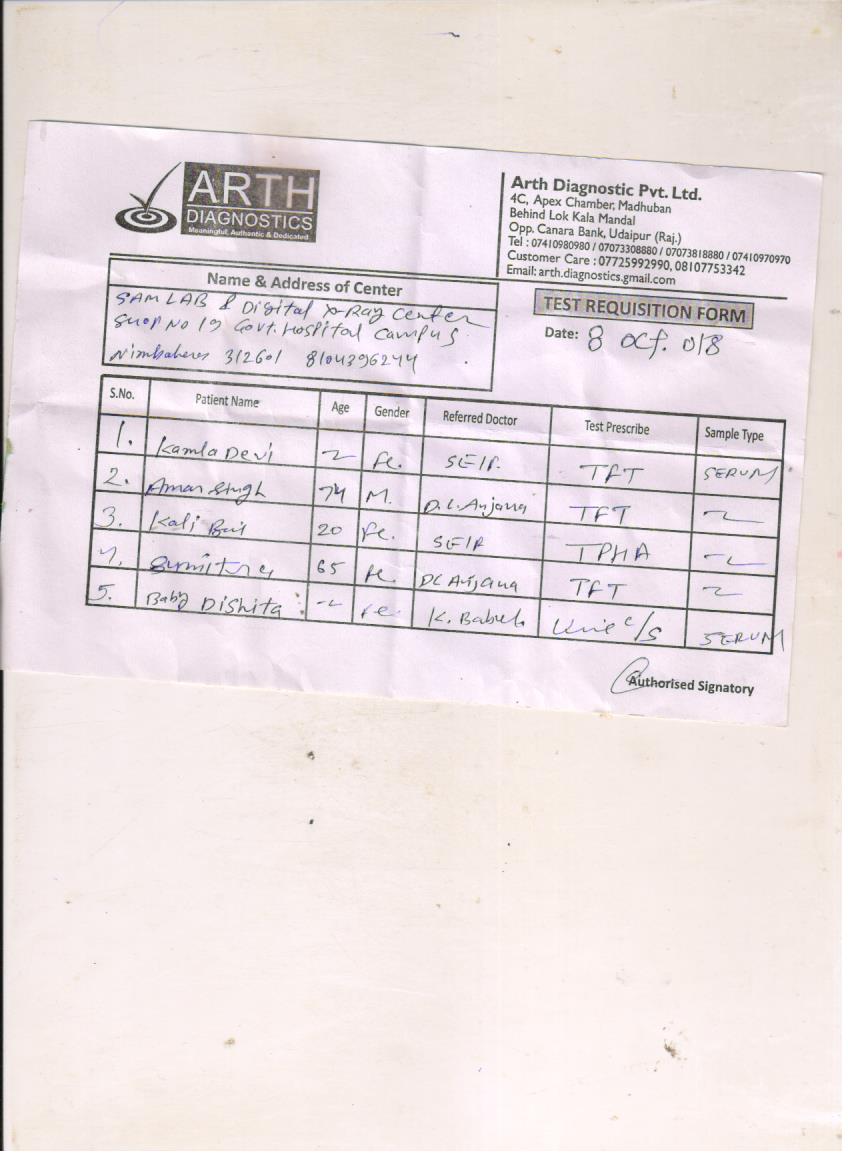 ARTH
DIAGNOSTICS
Meaningful, Authentic & Dedicated
Arth Diagnostic Pvt. Ltd.
4C, Apex Chamber, Madhuban
Behind Lok Kala Mandal
Opp. Canara Bank, Udaipur (Raj.)
Tel : 07410980980 / 07073308880 / 07073818880 / 07410970970
Customer Care : 07725992990, 08107753342
Email: arth.diagnostics.gmail.com
Name & Address of Center
SAM LAB & Digital X-Ray Center
Shop No 19 Govt. Hospital Campus
312601 8104396244
TEST REQUISITION FORM
Date: 8 Oct. 018
S.No. Patient Name Age Gender Referred Doctor Test Prescribe Sample Type
1. Kamla Devi Fe. SELF. TFT SERUM
2. Amar Singh 74 M. D.C. Anjana TFT
3. Kali Bai 20 Fe. SELF TPHA
4. 65 Fe. DC Anjana TFT
5. Baby Dishita Fe K. c/s SERUM
Authorised Signatory